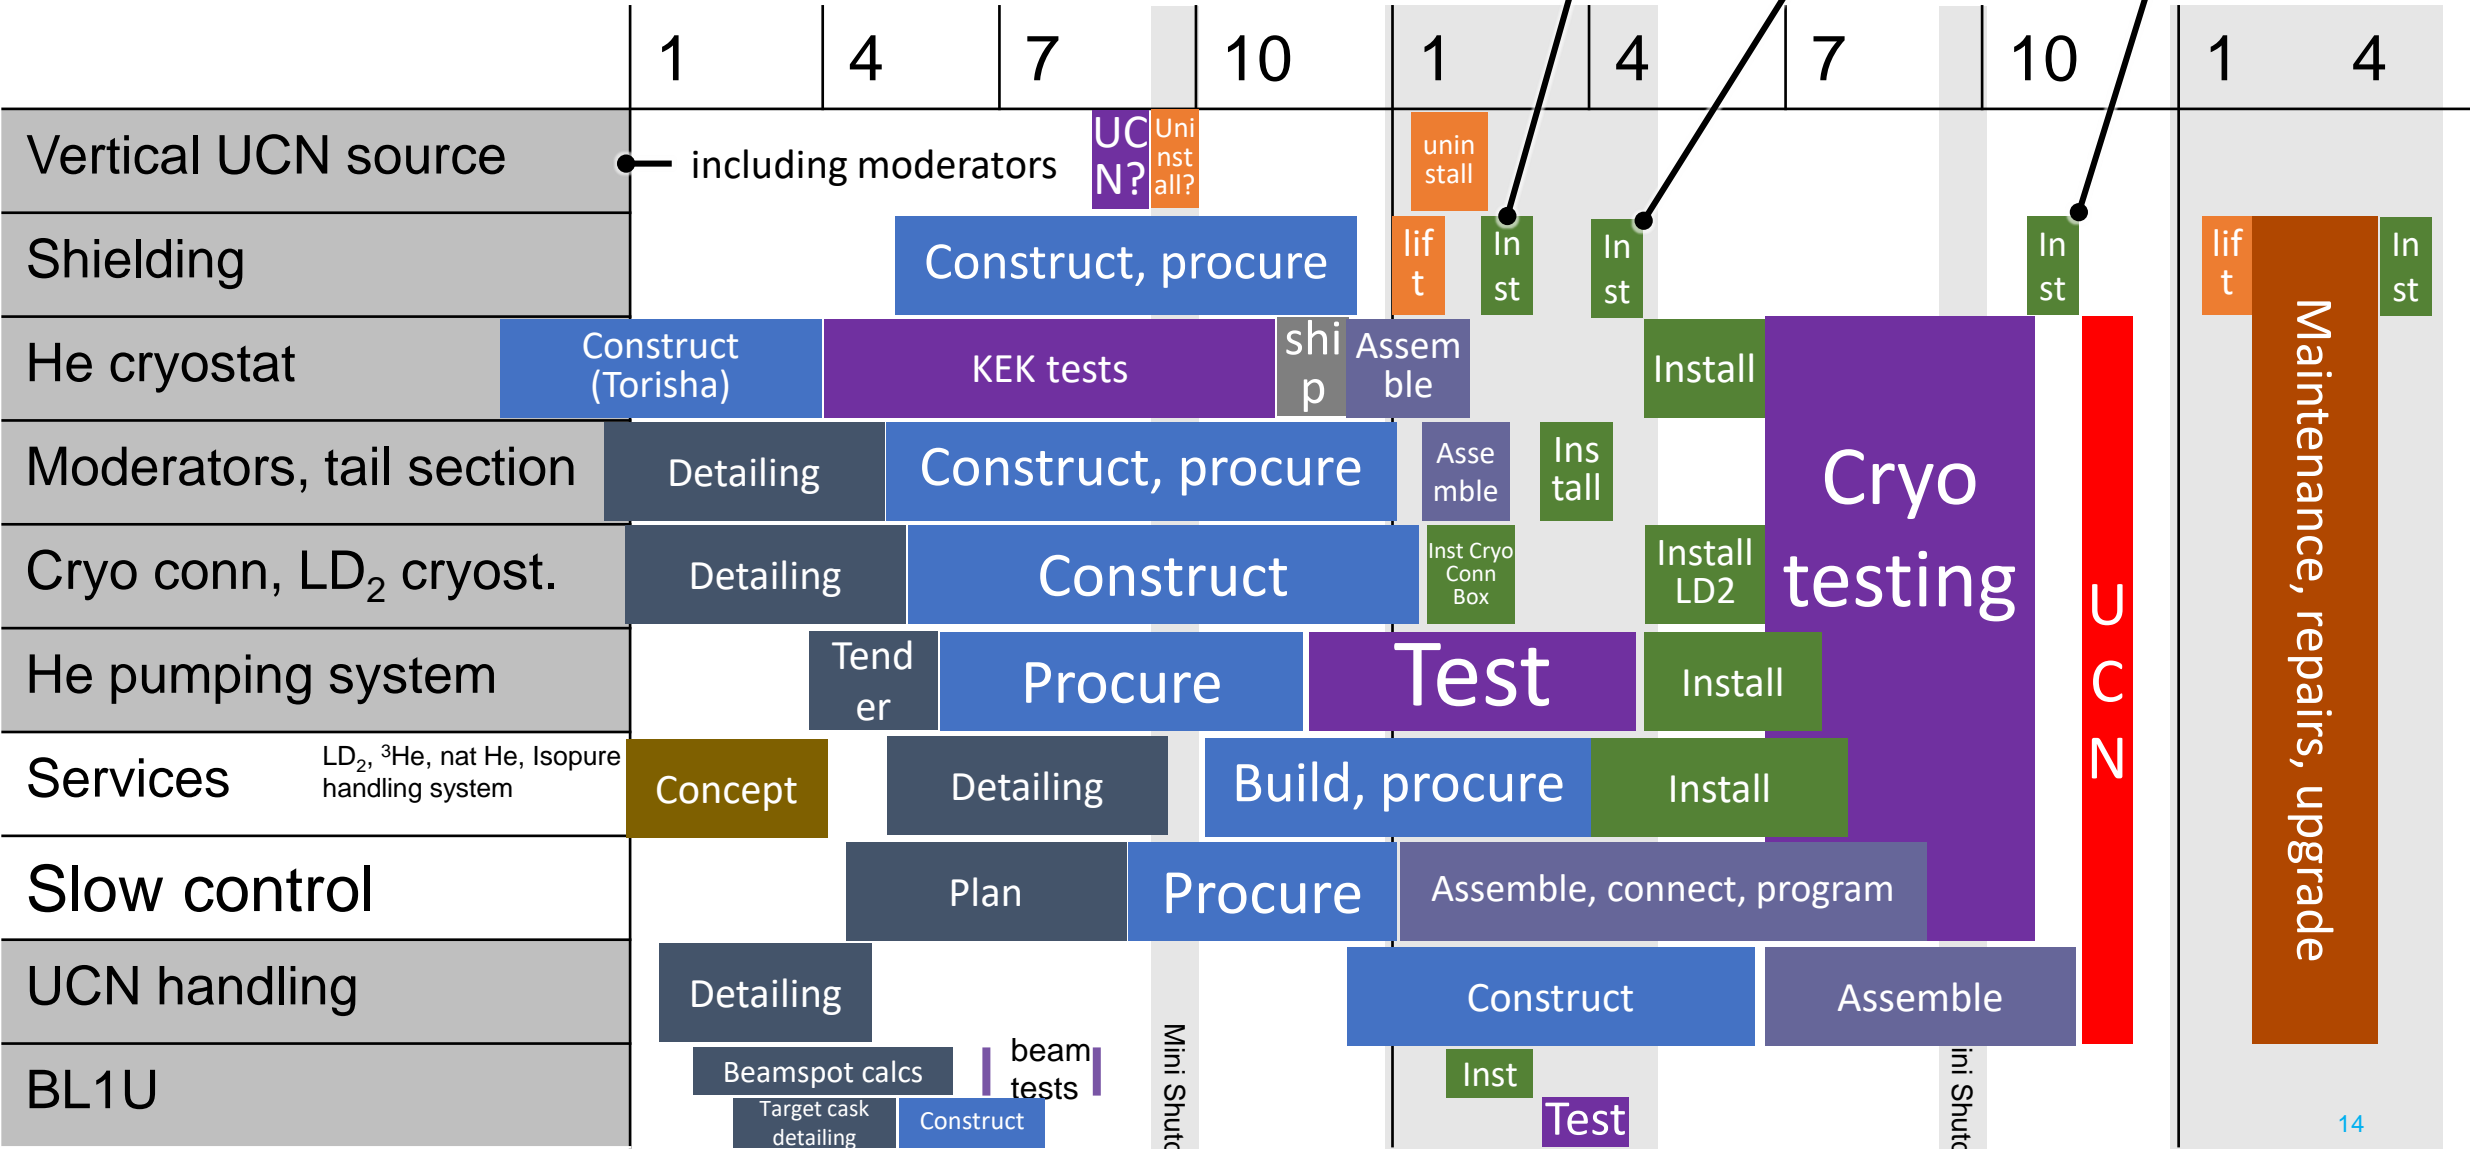 1 4 7 10 1 4 7 10 1 4
Vertical UCN source
including moderators
UC
N?
Uni
nst
all?
unin
stall
Shielding
Construct, procure
lif
t
In
st
In
st
In
st
lif
t
In
st
He cryostat
Construct
(Torisha)
KEK tests
shi
p
Assem
ble
Install
Moderators, tail section
Detailing
Construct, procure
Asse
mble
Ins
tall
Cryo
testing
Cryo conn, LD2 cryost.
Detailing
Construct
Inst Cryo
Conn
Box
Install
LD2
U
C
N
Maintenance, repairs, upgrade
He pumping system
Tend
er
Procure
Test
Install
Services
LD2, 3He, nat He, Isopure
handling system
Concept
Detailing
Build, procure
Install
Slow control
Plan
Procure
Assemble, connect, program
UCN handling
Detailing
Construct
Assemble
BL1U
Beamspot calcs
beam
tests
Target cask
detailing
Construct
Mini
Inst
Test
14